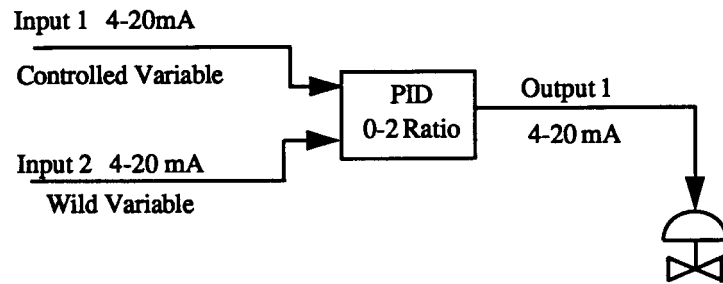 Input 1 4-20mA
Controlled Variable
PID
0-2 Ratio
Output 1
4-20 mA
Input 2 4-20 mA
Wild Variable